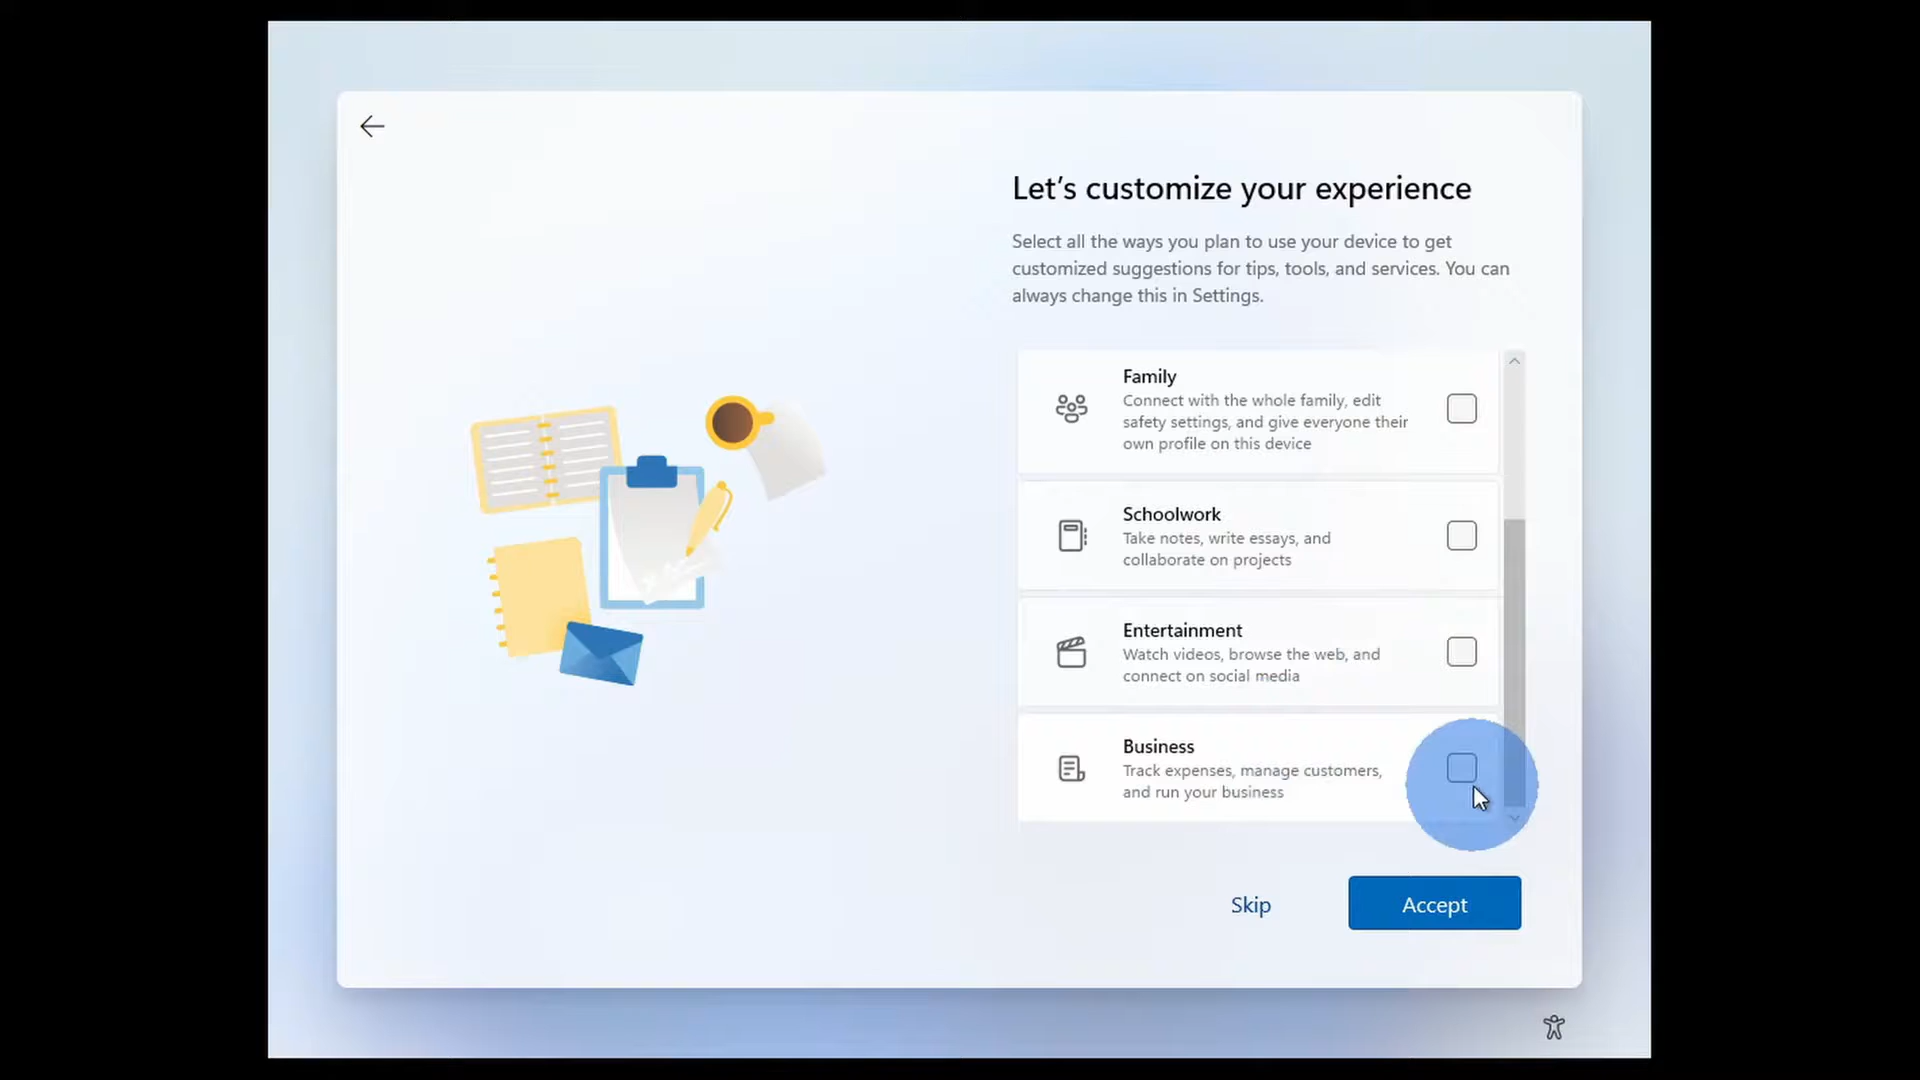 Let's customize your experience
Select all the ways you plan to use your device to get
customized suggestions for tips, tools, and services. You can
always change this in Settings.
Family
Connect with the whole family, edit
safety settings, and give everyone their
own profile on this device
Schoolwork
Take notes, write essays, and
collaborate on projects
Entertainment
Watch videos, browse the web, and
connect on social media
Business
Track expenses, manage customers,
and run your business
Skip
Accept